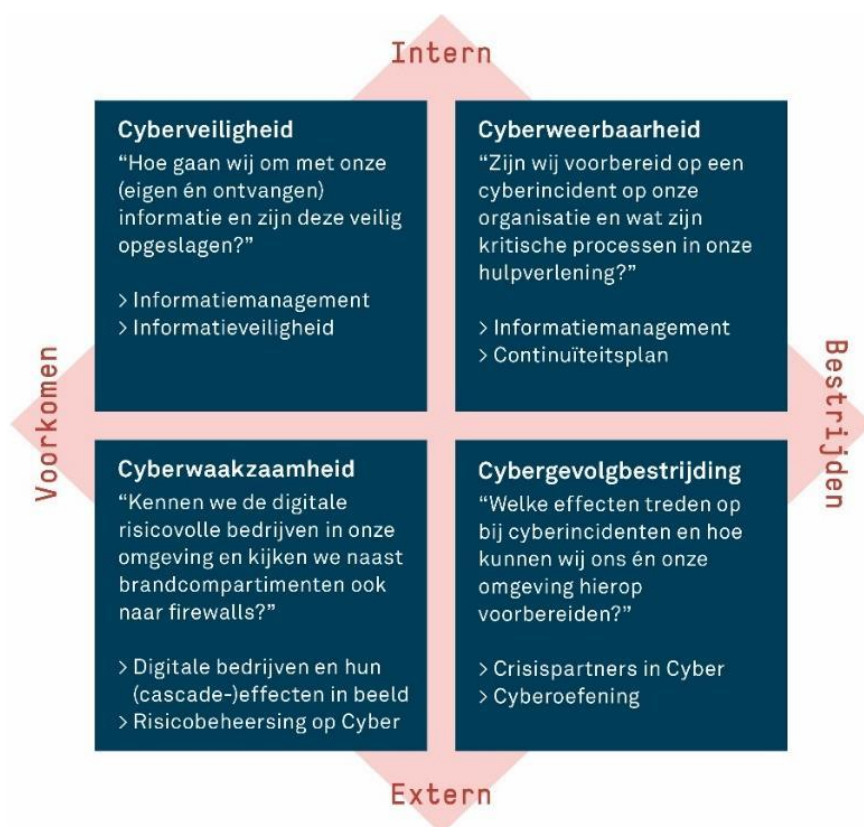 Intern
Cyberveiligheid
“Hoe gaan wij om met onze
(eigen én ontvangen)
informatie en zijn deze veilig
opgeslagen?”
> Informatiemanagement
> Informatieveiligheid
Cyberweerbaarheid
“Zijn wij voorbereid op een
cyberincident op onze
organisatie en wat zijn
kritische processen in onze
hulpverlening?”
> Informatiemanagement
> Continuïteitsplan
Voorkomen
Bestrijden
Cyberwaakzaamheid
“Kennen we de digitale
risicovolle bedrijven in onze
omgeving en kijken we naast
brandcompartimenten ook
naar firewalls?”
> Digitale bedrijven en hun
(cascade-)effecten in beeld
> Risicobeheersing op Cyber
Cybergevolgbestrijding
“Welke effecten treden op
bij cyberincidenten en hoe
kunnen wij ons én onze
omgeving hierop
voorbereiden?”
> Crisispartners in Cyber
> Cyberoefening
Extern